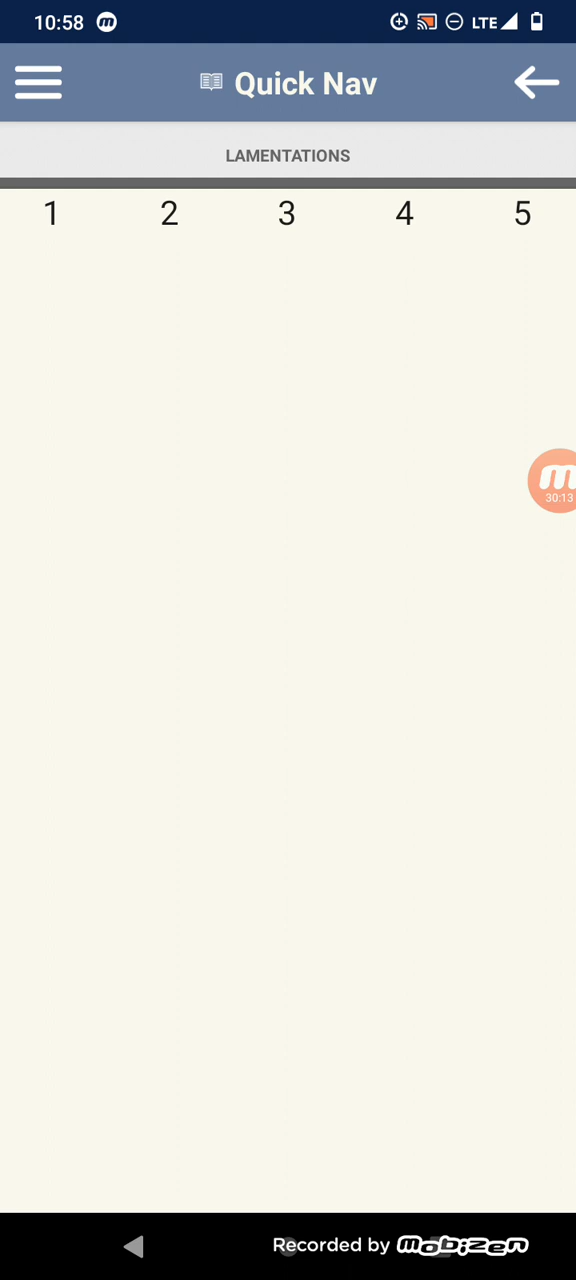 10:58 m LTE
Quick Nav
LAMENTATIONS
1 2 3 4 5
m
30:13
Recorded by mobizen